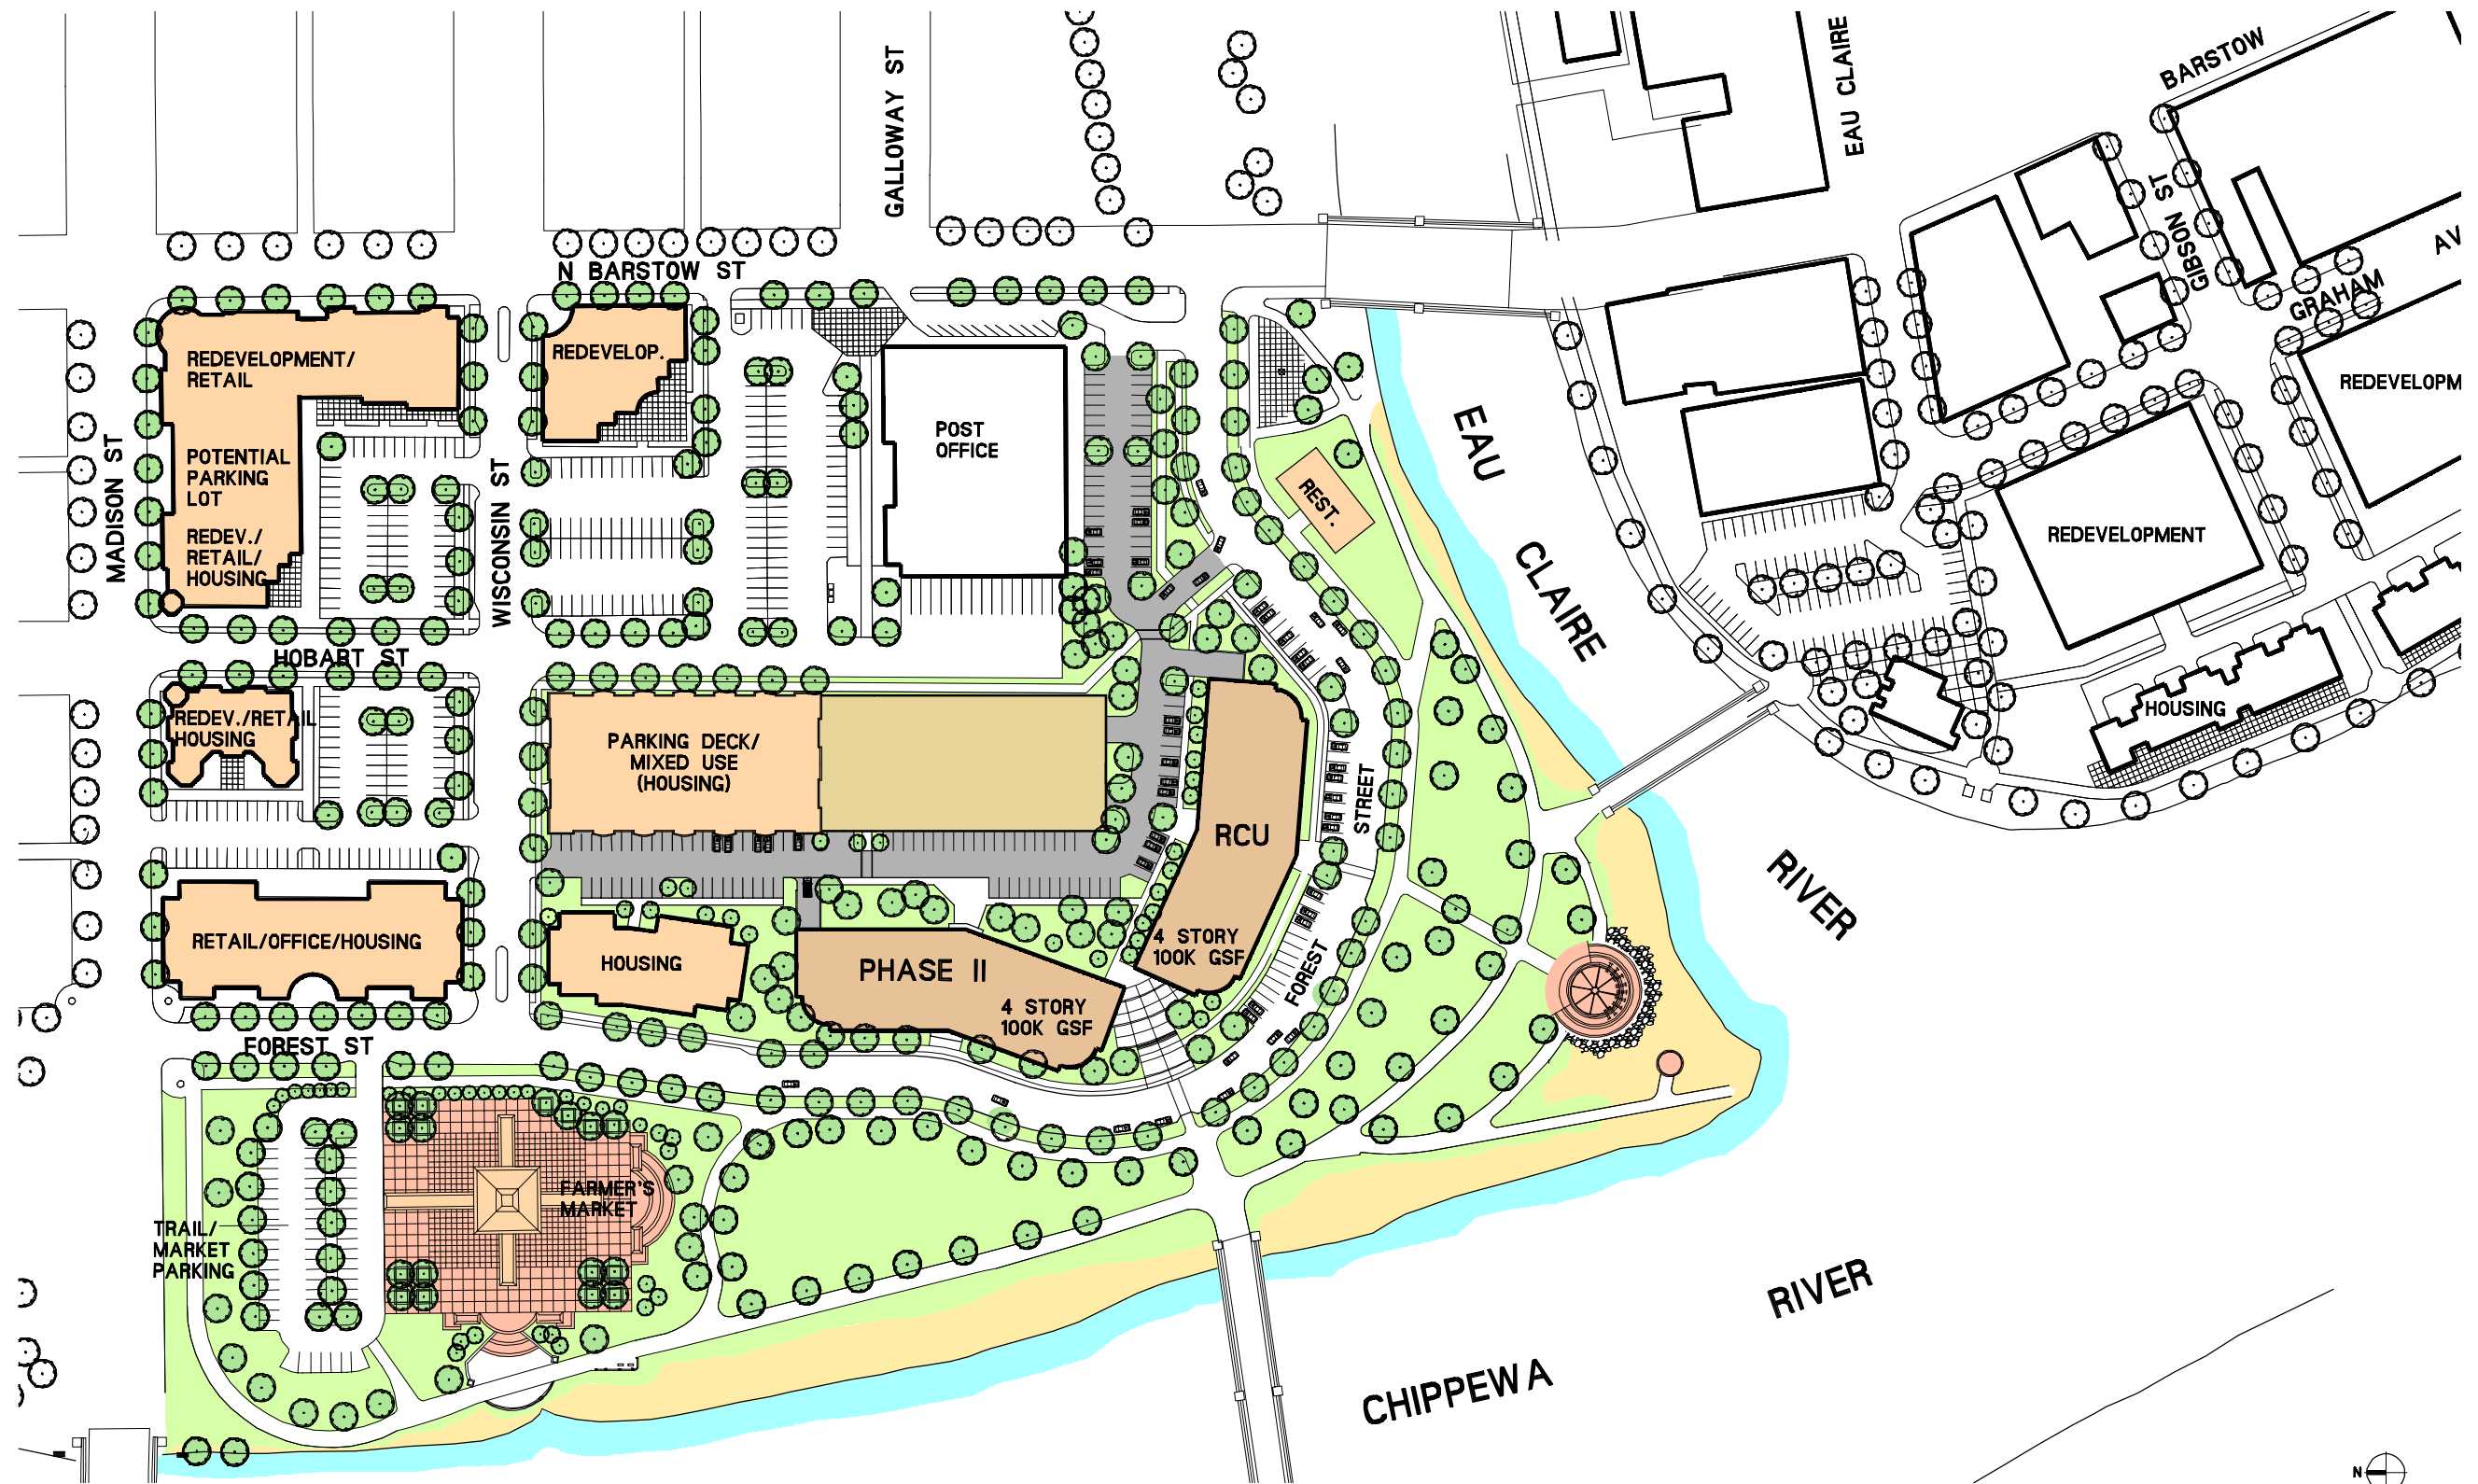 GALLOWAY ST
EAU CLAIRE
BARSTOW
GIBSON ST
GRAHAM
AV
N BARSTOW ST
REDEVELOPMENT/
RETAIL
REDEVELOP.
REDEVELOPM
MADISON ST
POTENTIAL
PARKING
LOT
REDEV./
RETAIL/
HOUSING
WISCONSIN ST
POST
OFFICE
REST.
EAU CLAIRE
RIVER
REDEVELOPMENT
HOBART ST
REDEV./RETAIL
HOUSING
PARKING DECK/
MIXED USE
(HOUSING)
HOUSING
RCU
4 STORY
100K GSF
FOREST STREET
RETAIL/OFFICE/HOUSING
HOUSING
PHASE II
4 STORY
100K GSF
FOREST ST
FARMER'S
MARKET
TRAIL/
MARKET
PARKING
CHIPPEWA RIVER
N